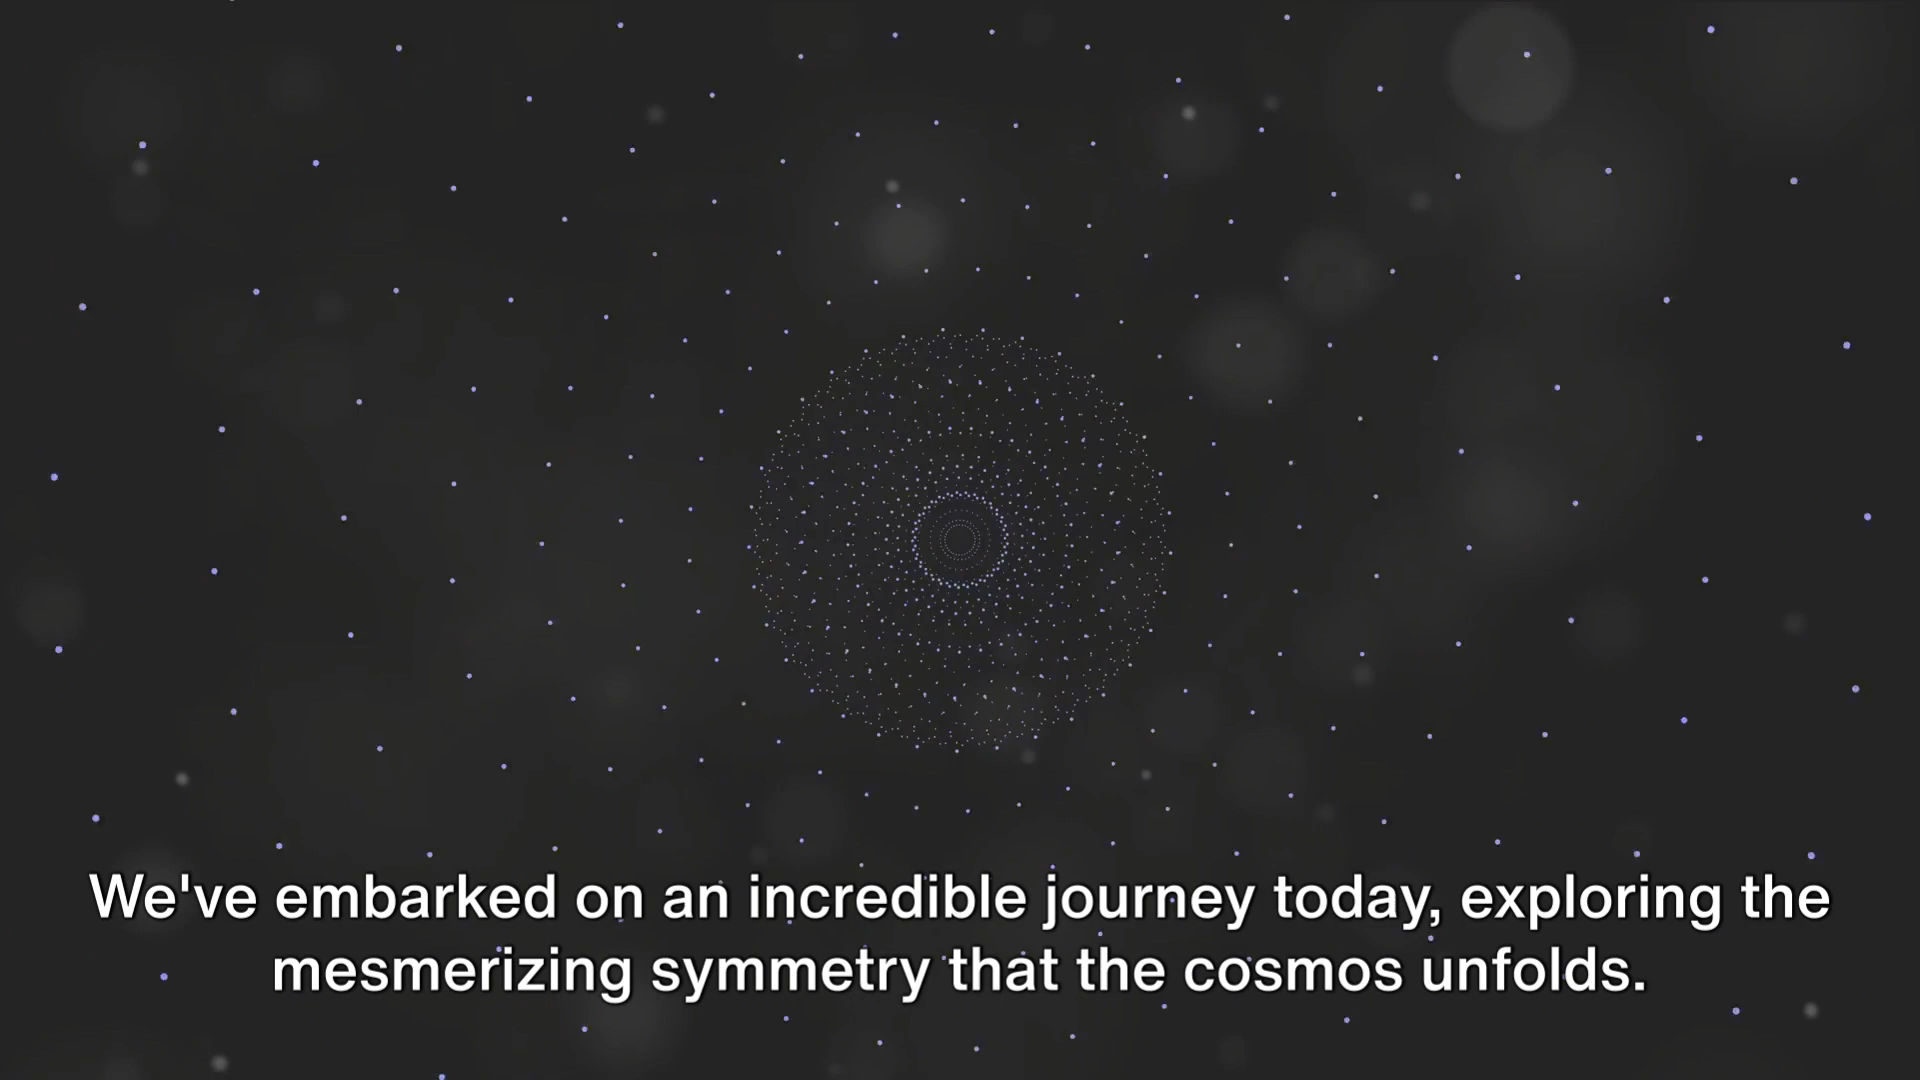 We've embarked on an incredible journey today, exploring the
mesmerizing symmetry that the cosmos unfolds.